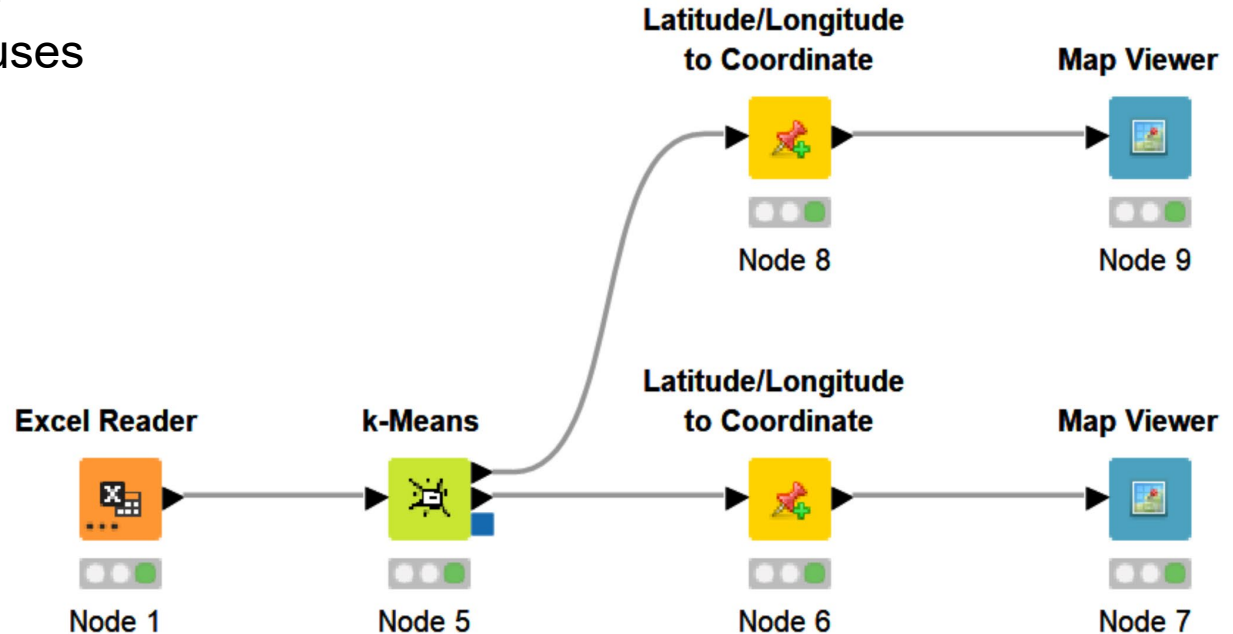 uses
Latitude/Longitude
to Coordinate
Map Viewer
Node 8
Node 9
Excel Reader
k-Means
Latitude/Longitude
to Coordinate
Map Viewer
Node 1
Node 5
Node 6
Node 7